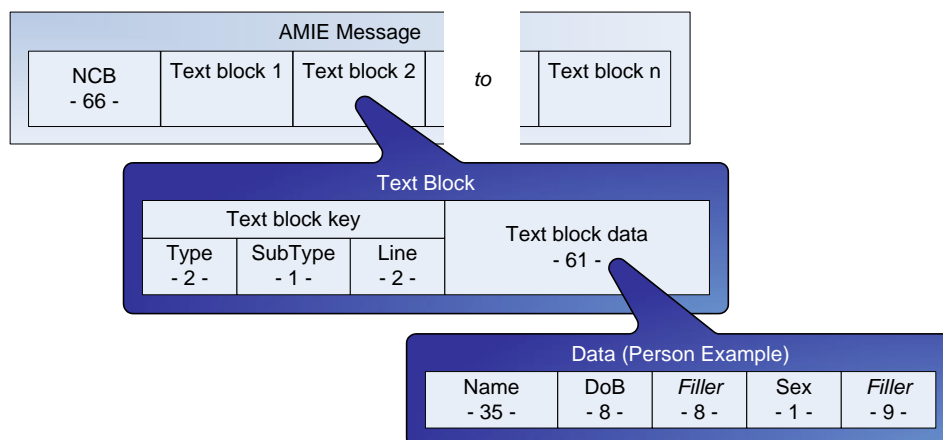 AMIE Message
NCB
- 66 -
Text block 1
Text block 2
to
Text block n
Text Block
Text block key
Type
- 2 -
SubType
- 1 -
Line
- 2 -
Text block data
- 61 -
Data (Person Example)
Name
- 35 -
DoB
- 8 -
Filler
- 8 -
Sex
- 1 -
Filler
- 9 -